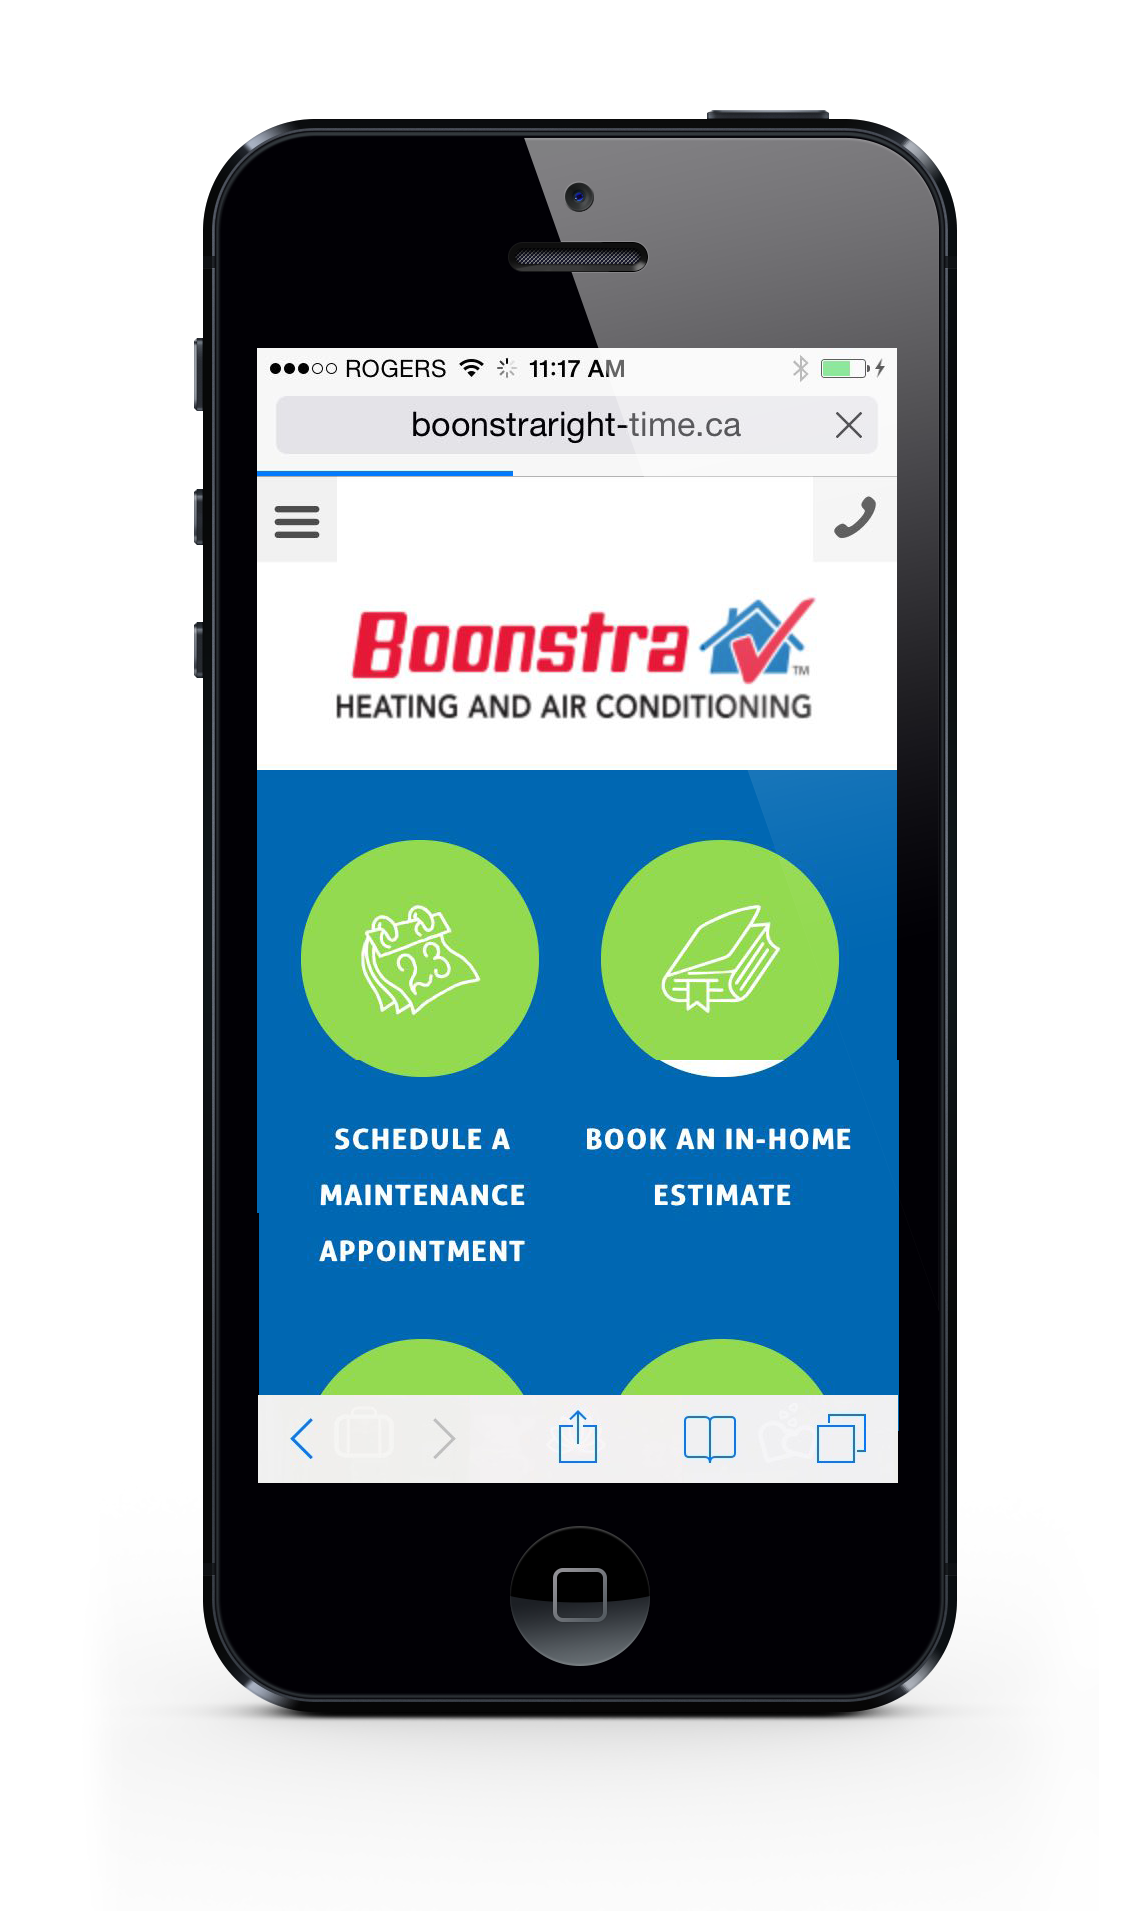 ROGERS 11:17 AM
boonstraright-time.ca
Boonstra TM
HEATING AND AIR CONDITIONING
23
SCHEDULE A
MAINTENANCE
APPOINTMENT
BOOK AN IN-HOME
ESTIMATE